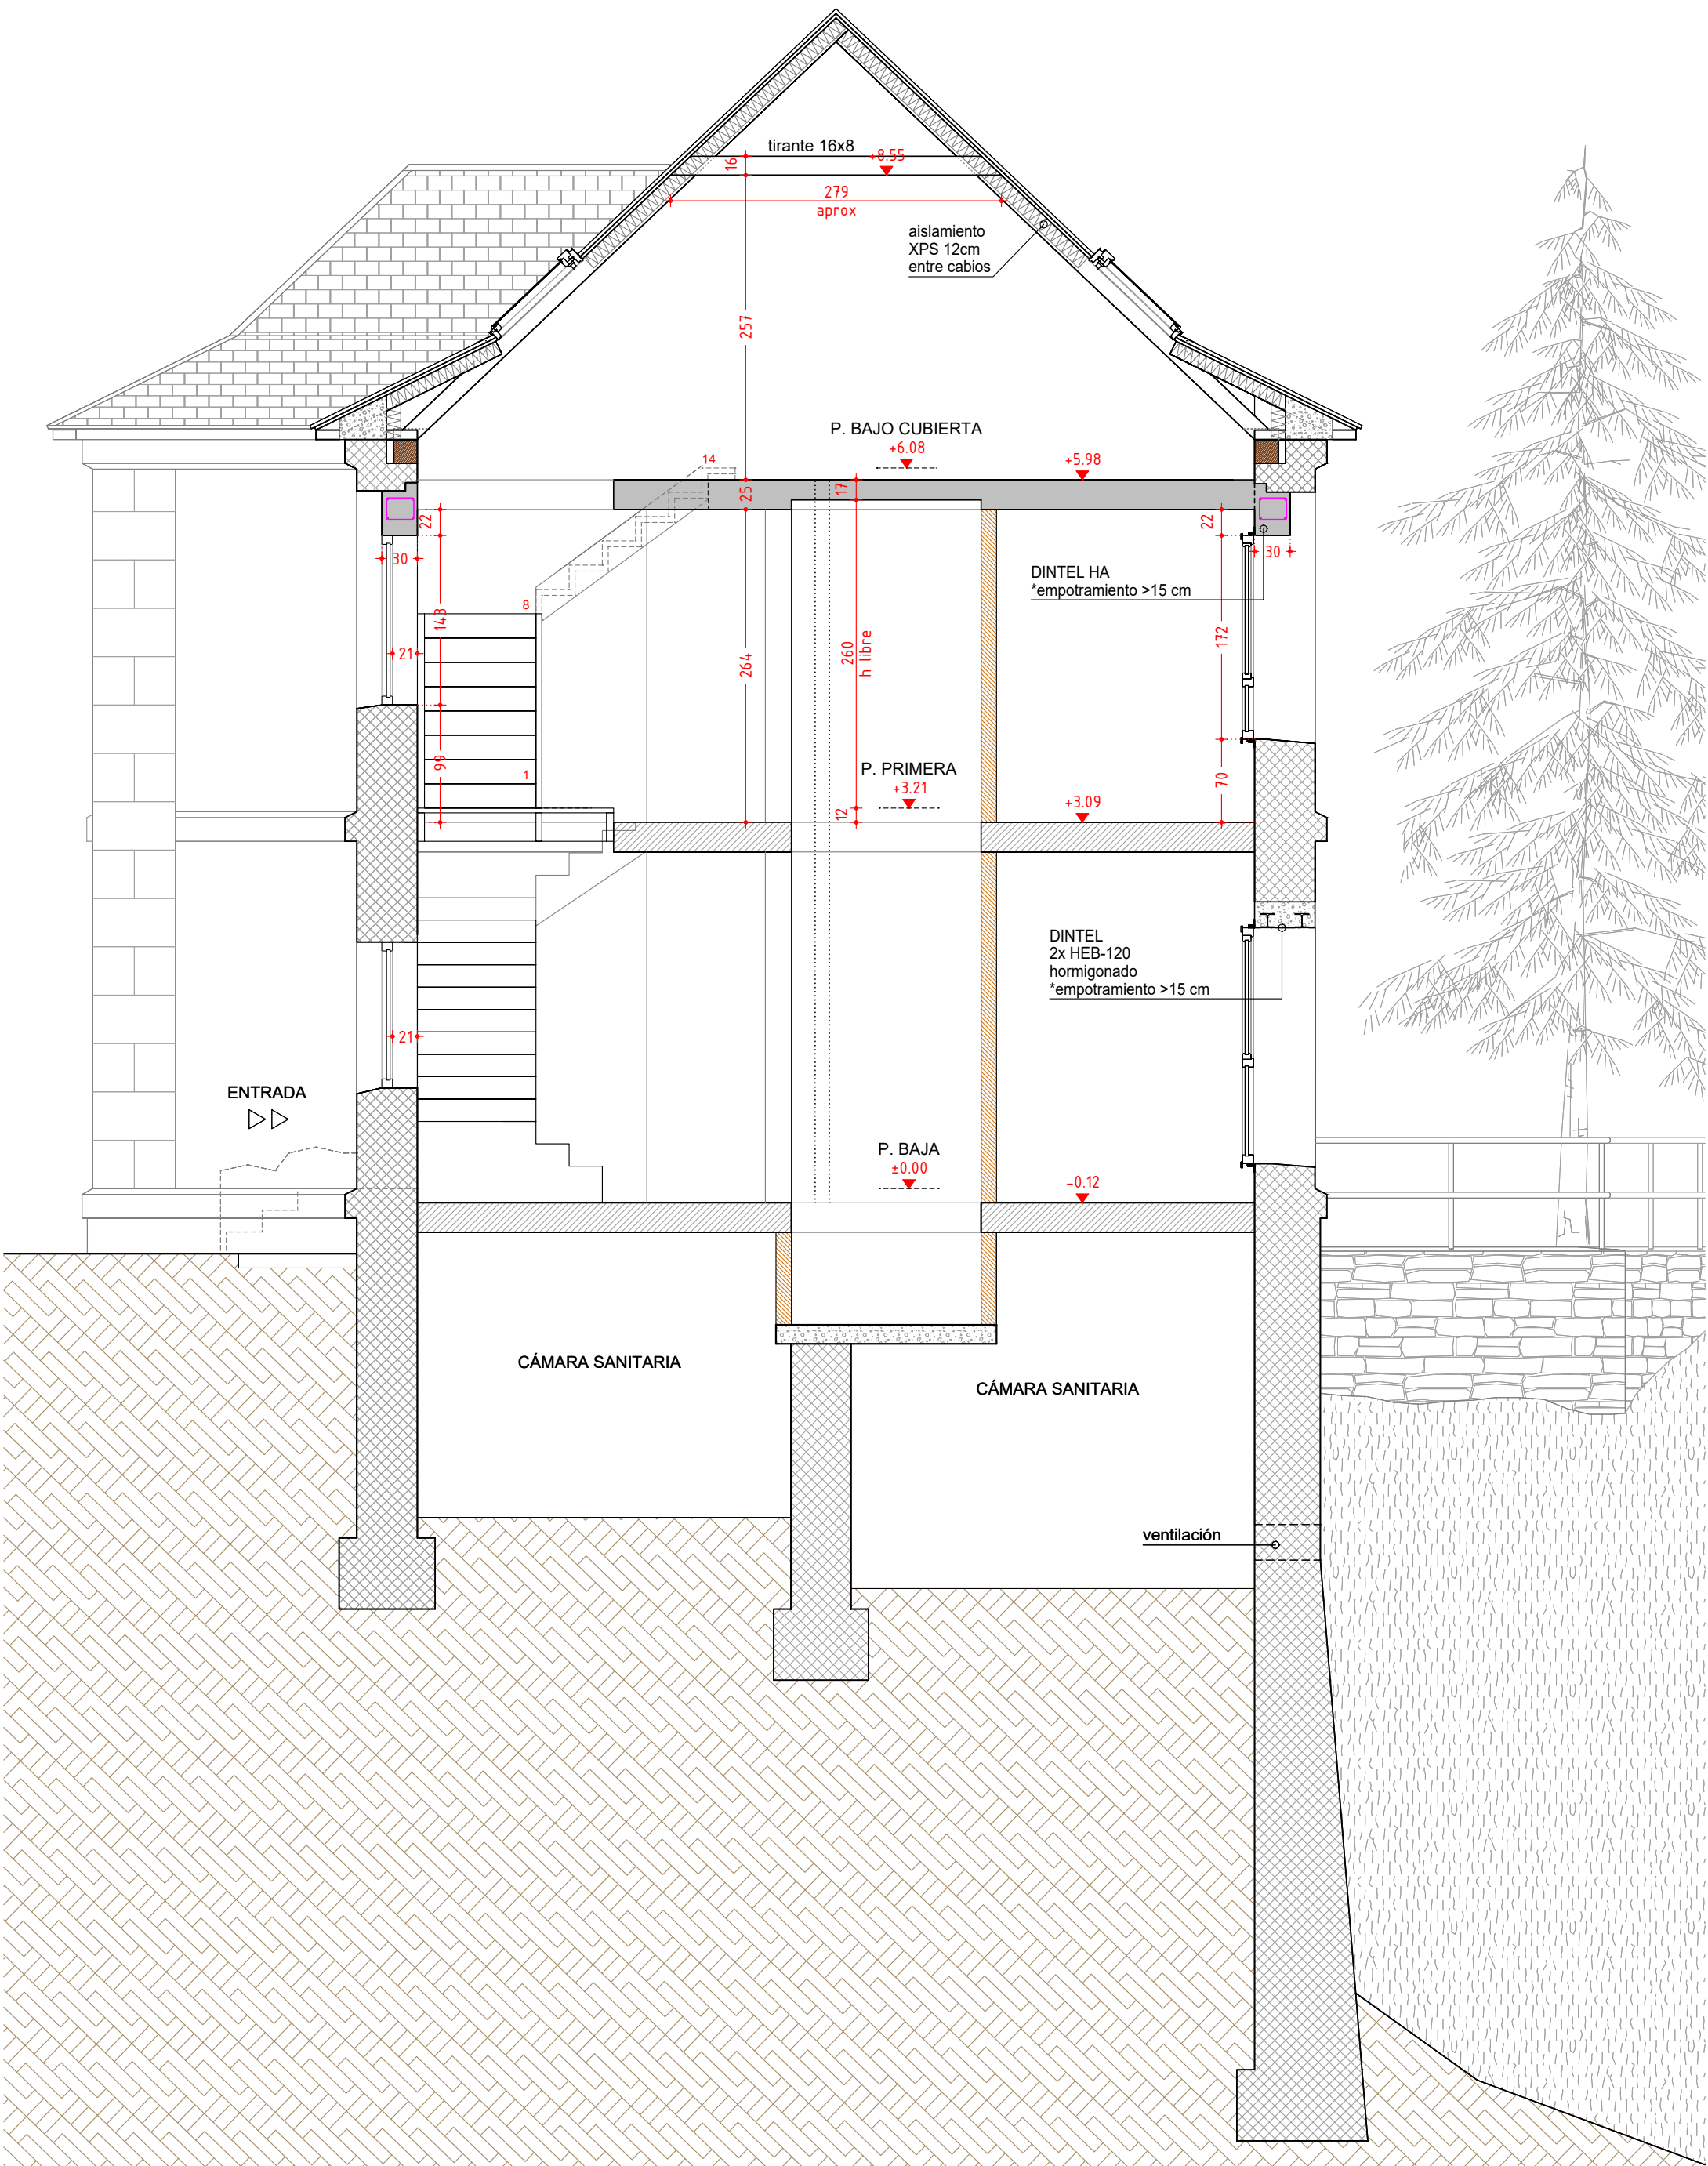 tirante 16x8
+8.55
16
279
aprox
aislamiento
XPS 12cm
entre cabios
257
P. BAJO CUBIERTA
+6.08
+5.98
14
25
17
22
22
30
30
DINTEL HA
*empotramiento >15 cm
8
143
21
264
260
h libre
172
P. PRIMERA
+3.21
1
99
70
12
+3.09
DINTEL
2x HEB-120
hormigonado
*empotramiento >15 cm
21
ENTRADA
P. BAJA
±0.00
-0.12
CÁMARA SANITARIA
CÁMARA SANITARIA
ventilación